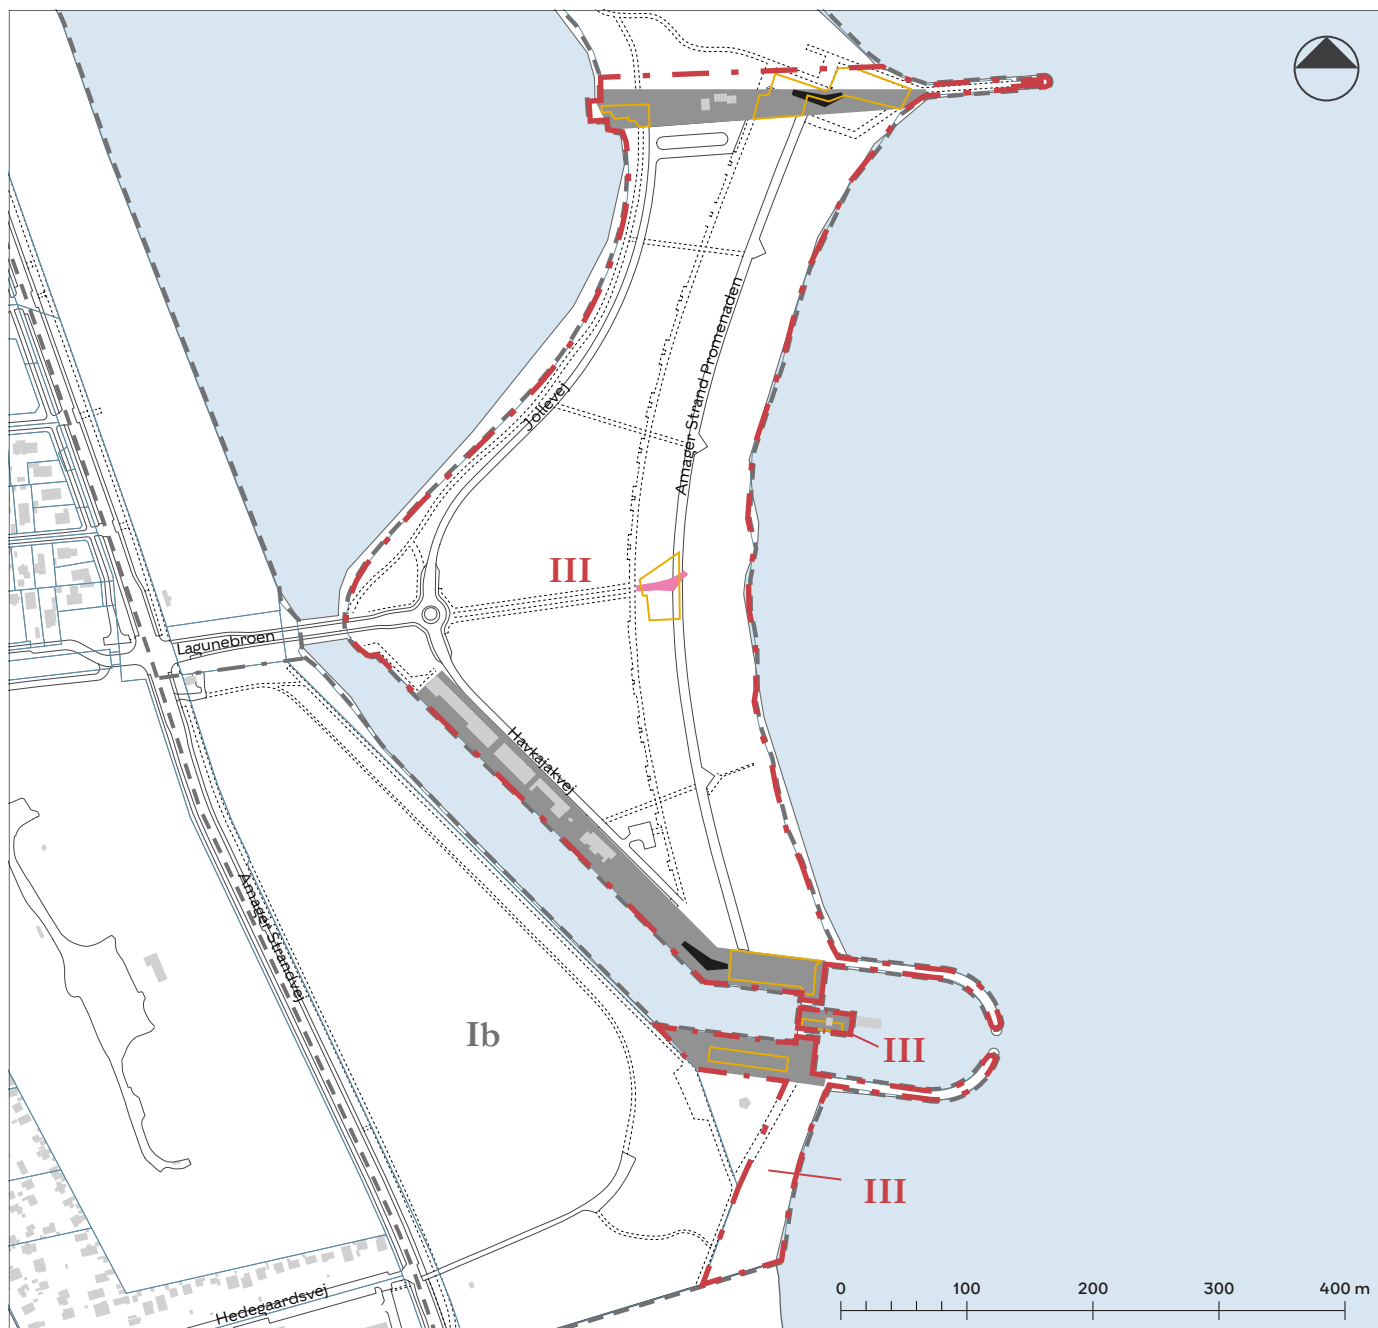 Jollevej
Amager Strand Promenaden
III
Lagunebroen
Havkajakvej
Amager Strandvej
Ib
III
III
Hedegaardsvej
0 100 200 300 400 m